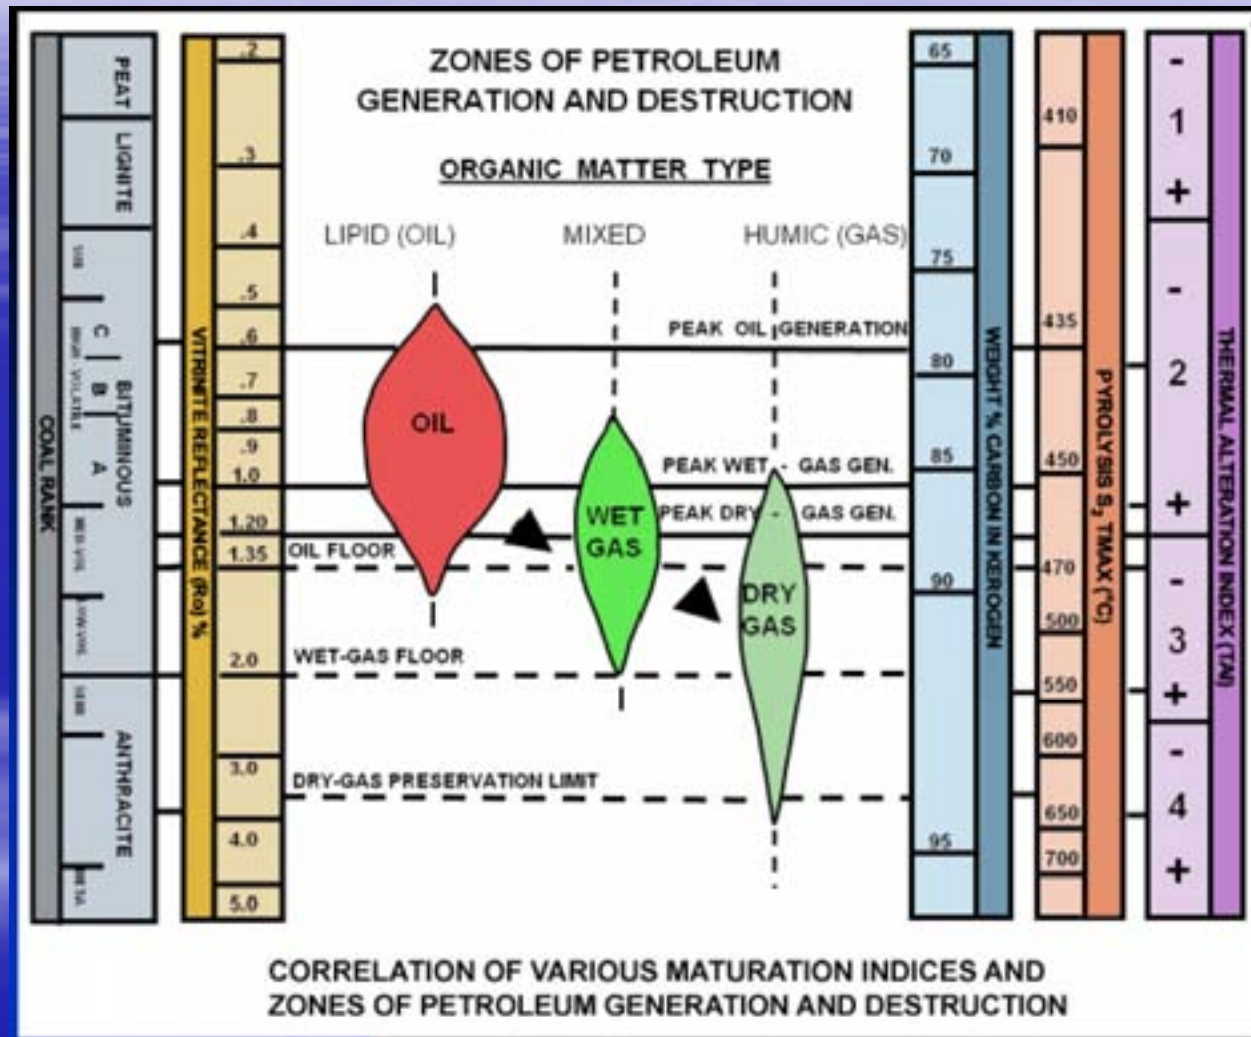 ZONES OF PETROLEUM
GENERATION AND DESTRUCTION
ORGANIC MATTER TYPE
LIPID (OIL)
MIXED
HUMIC (GAS)
COAL RANK
PEAT
LIGNITE
BITUMINOUS
ANTHRACITE
C
B
A
VITRINITE REFLECTANCE (Ro) %
.2
.3
.4
.5
.6
.7
.8
.9
1.0
1.20
1.35
2.0
3.0
4.0
5.0
PEAK OIL GENERATION
OIL
PEAK WET - GAS GEN.
WET
GAS
PEAK DRY - GAS GEN.
OIL FLOOR
DRY
GAS
WET-GAS FLOOR
DRY-GAS PRESERVATION LIMIT
65
70
75
80
85
90
95
WEIGHT % CARBON IN KEROGEN
410
435
450
470
500
550
600
650
700
PYROLYSIS S2 TMAX (°C)
-
1
+
-
2
+
-
3
+
-
4
+
THERMAL ALTERATION INDEX (TAI)
CORRELATION OF VARIOUS MATURATION INDICES AND
ZONES OF PETROLEUM GENERATION AND DESTRUCTION